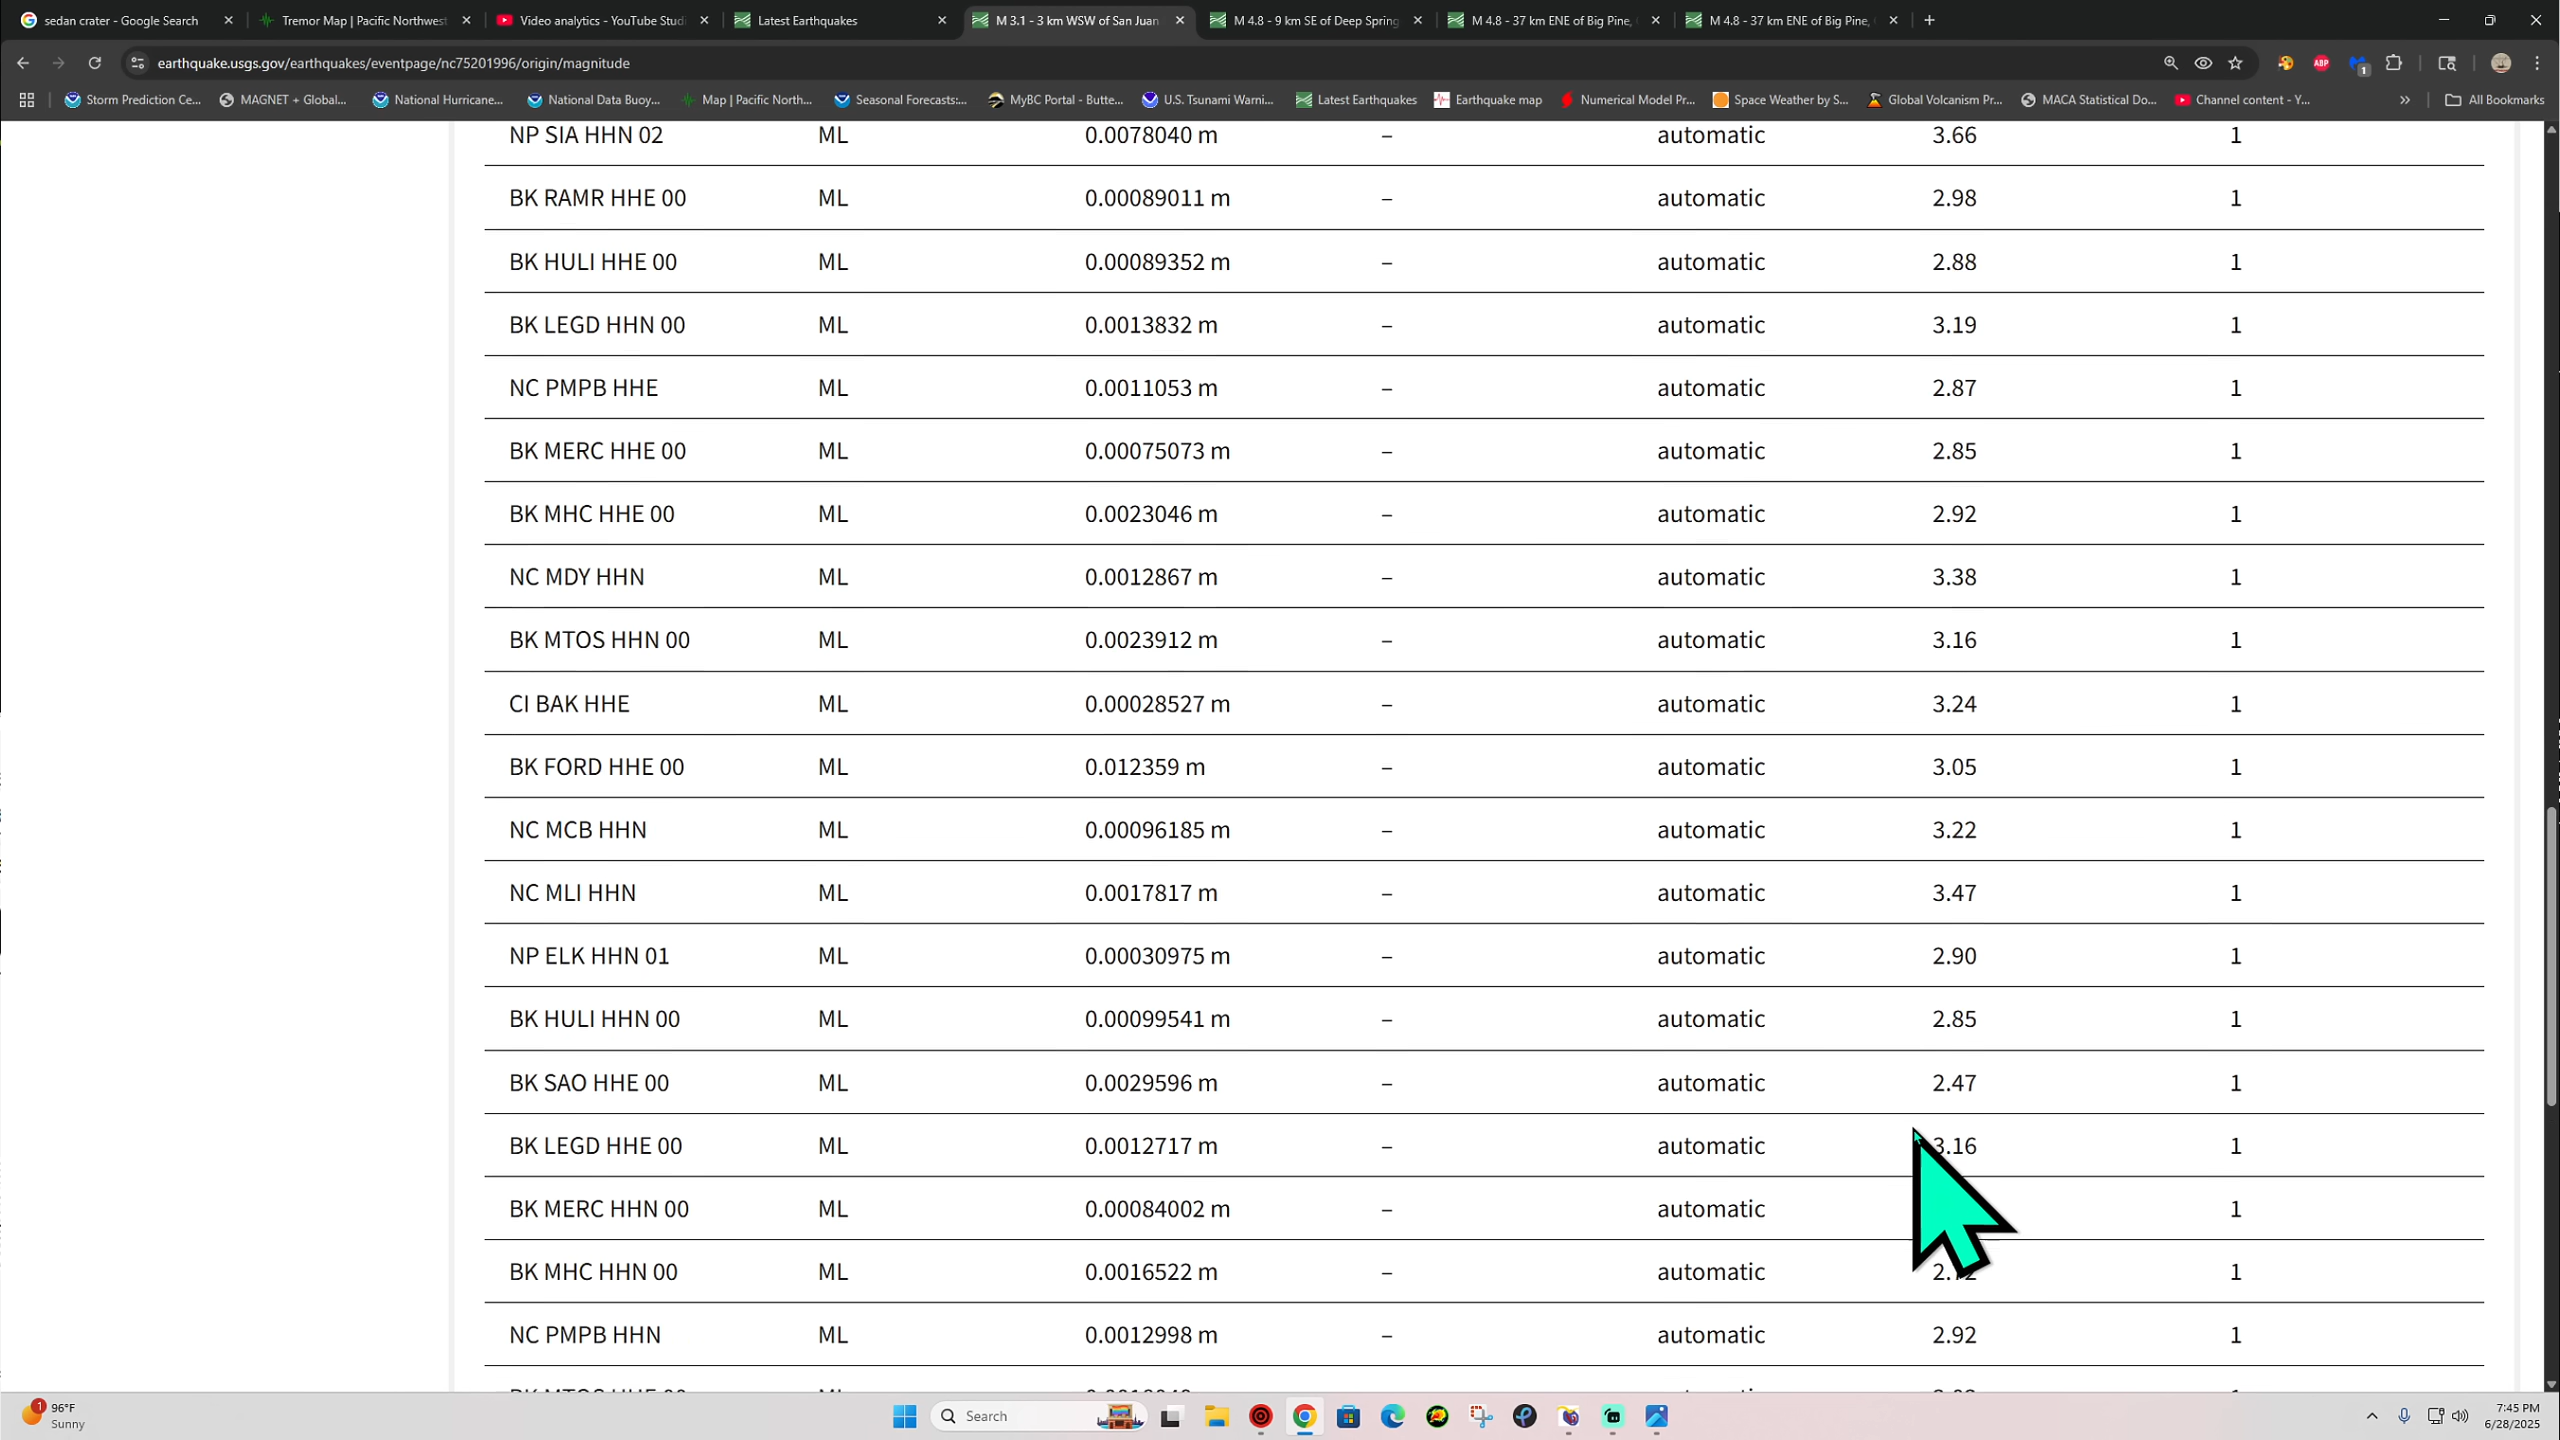 sedan crater - Google Search
Tremor Map | Pacific Northwest
Video analytics - YouTube Studi
Latest Earthquakes
M 3.1 - 3 km WSW of San Juan
M 4.8 - 9 km SE of Deep Spring
M 4.8 - 37 km ENE of Big Pine,
M 4.8 - 37 km ENE of Big Pine,
earthquake.usgs.gov/earthquakes/eventpage/nc75201996/origin/magnitude
ABP
1
Storm Prediction Ce...
MAGNET + Global...
National Hurricane...
National Data Buoy...
Map | Pacific North...
Seasonal Forecasts:...
MyBC Portal - Butte...
U.S. Tsunami Warni...
Latest Earthquakes
Earthquake map
Numerical Model Pr...
Space Weather by S...
Global Volcanism Pr...
MACA Statistical Do...
Channel content - Y...
All Bookmarks
NP SIA HHN 02 ML 0.0078040 m – automatic 3.66 1
BK RAMR HHE 00 ML 0.00089011 m – automatic 2.98 1
BK HULI HHE 00 ML 0.00089352 m – automatic 2.88 1
BK LEGD HHN 00 ML 0.0013832 m – automatic 3.19 1
NC PMPB HHE ML 0.0011053 m – automatic 2.87 1
BK MERC HHE 00 ML 0.00075073 m – automatic 2.85 1
BK MHC HHE 00 ML 0.0023046 m – automatic 2.92 1
NC MDY HHN ML 0.0012867 m – automatic 3.38 1
BK MTOS HHN 00 ML 0.0023912 m – automatic 3.16 1
CI BAK HHE ML 0.00028527 m – automatic 3.24 1
BK FORD HHE 00 ML 0.012359 m – automatic 3.05 1
NC MCB HHN ML 0.00096185 m – automatic 3.22 1
NC MLI HHN ML 0.0017817 m – automatic 3.47 1
NP ELK HHN 01 ML 0.00030975 m – automatic 2.90 1
BK HULI HHN 00 ML 0.00099541 m – automatic 2.85 1
BK SAO HHE 00 ML 0.0029596 m – automatic 2.47 1
BK LEGD HHE 00 ML 0.0012717 m – automatic 3.16 1
BK MERC HHN 00 ML 0.00084002 m – automatic 1
BK MHC HHN 00 ML 0.0016522 m – automatic 1
NC PMPB HHN ML 0.0012998 m – automatic 2.92 1
1
96°F
Sunny
Search
7:45 PM
6/28/2025